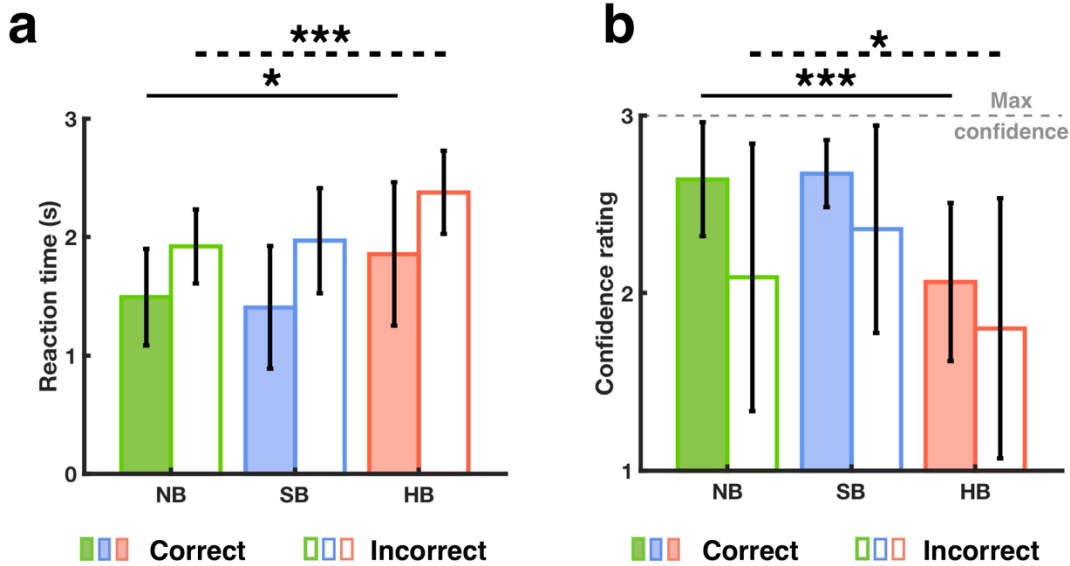 a
***
*
3
2
1
0
Reaction time (s)
NB SB HB
Correct Incorrect
b
*
***
Max
confidence
3
2
1
Confidence rating
NB SB HB
Correct Incorrect